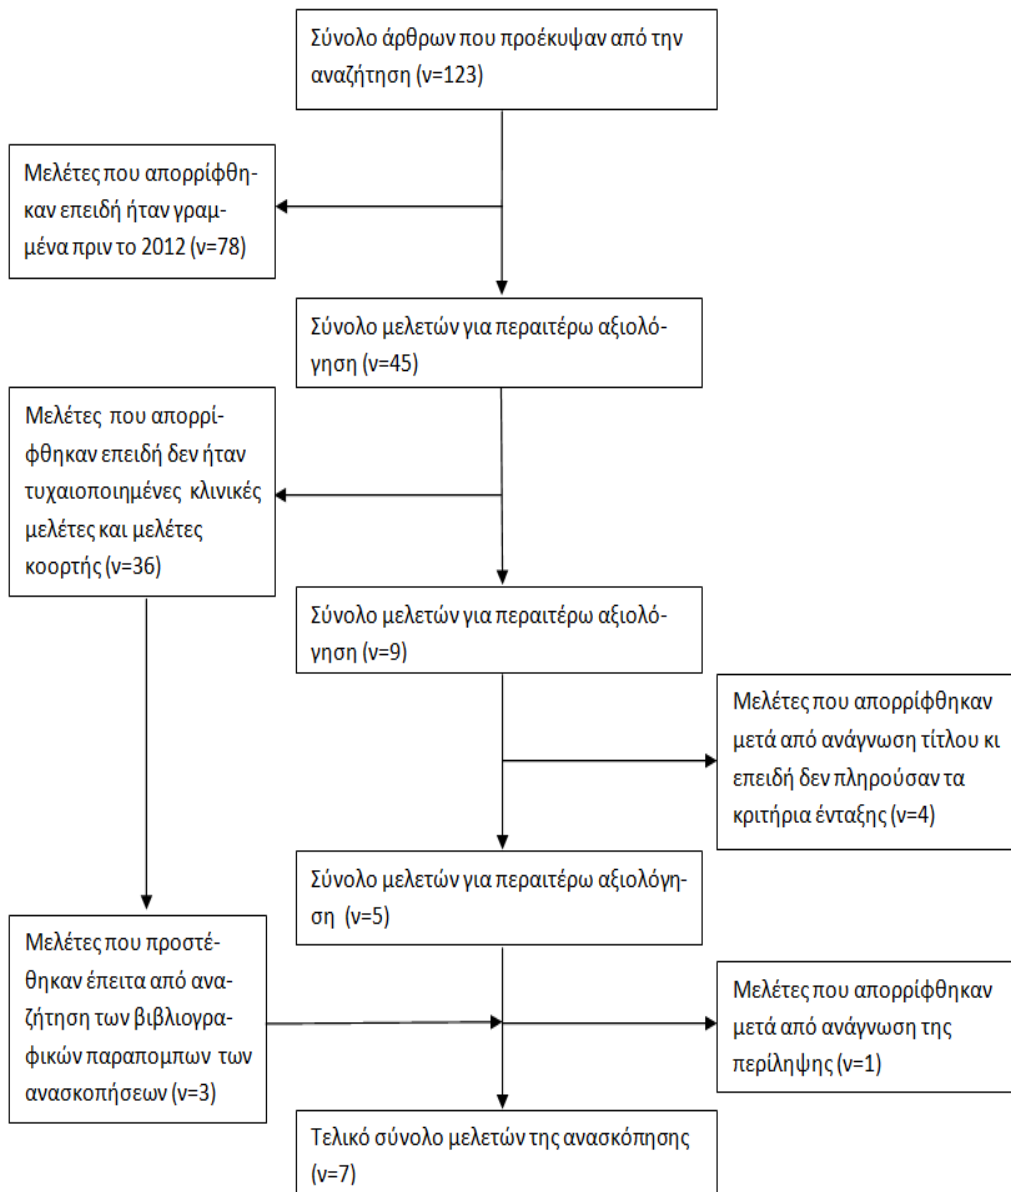 Σύνολο άρθρων που προέκυψαν από την
αναζήτηση (ν=123)
Μελέτες που απορρίφθη-
καν επειδή ήταν γραμ-
μένα πριν το 2012 (ν=78)
Σύνολο μελετών για περαιτέρω αξιολό-
γηση (ν=45)
Μελέτες που απορρί-
φθηκαν επειδή δεν ήταν
τυχαιοποιημένες κλινικές
μελέτες και μελέτες
κοορτής (ν=36)
Σύνολο μελετών για περαιτέρω αξιολό-
γηση (ν=9)
Μελέτες που απορρίφθηκαν
μετά από ανάγνωση τίτλου κι
επειδή δεν πληρούσαν τα
κριτήρια ένταξης (ν=4)
Σύνολο μελετών για περαιτέρω αξιολόγη-
ση (ν=5)
Μελέτες που προστέ-
θηκαν έπειτα από ανα-
ζήτηση των βιβλιογρα-
φικών παραπομπων των
ανασκοπήσεων (ν=3)
Μελέτες που απορρίφθηκαν
μετά από ανάγνωση της
περίληψης (ν=1)
Τελικό σύνολο μελετών της ανασκόπησης
(ν=7)